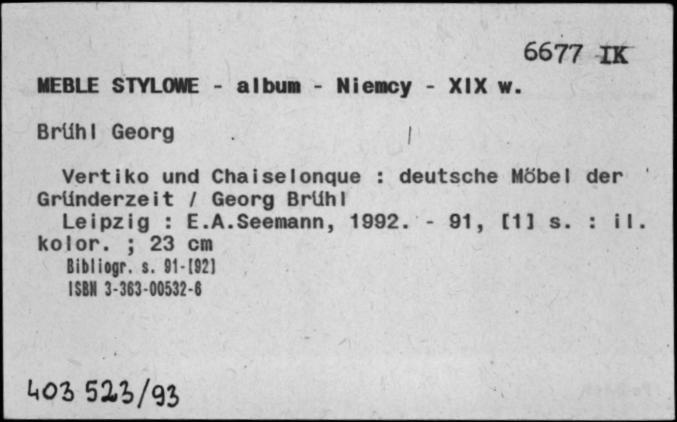 6677 IK
MEBLE STYLOWE - album - Niemcy - XIX w.
Brühl Georg
Vertiko und Chaiselonque : deutsche Möbel der
Gründerzeit / Georg Brühl
Leipzig : E.A.Seemann, 1992. - 91, [1] s. : il.
kolor. ; 23 cm
Bibliogr. s. 91-[92]
ISBN 3-363-00532-6
403 523/93